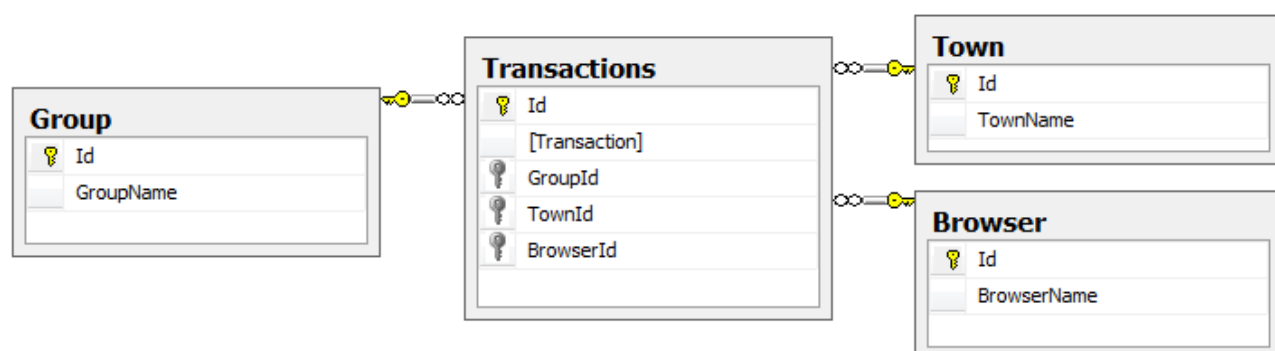 Group
Id
GroupName
Transactions
Id
[Transaction]
GroupId
TownId
BrowserId
Town
Id
TownName
Browser
Id
BrowserName